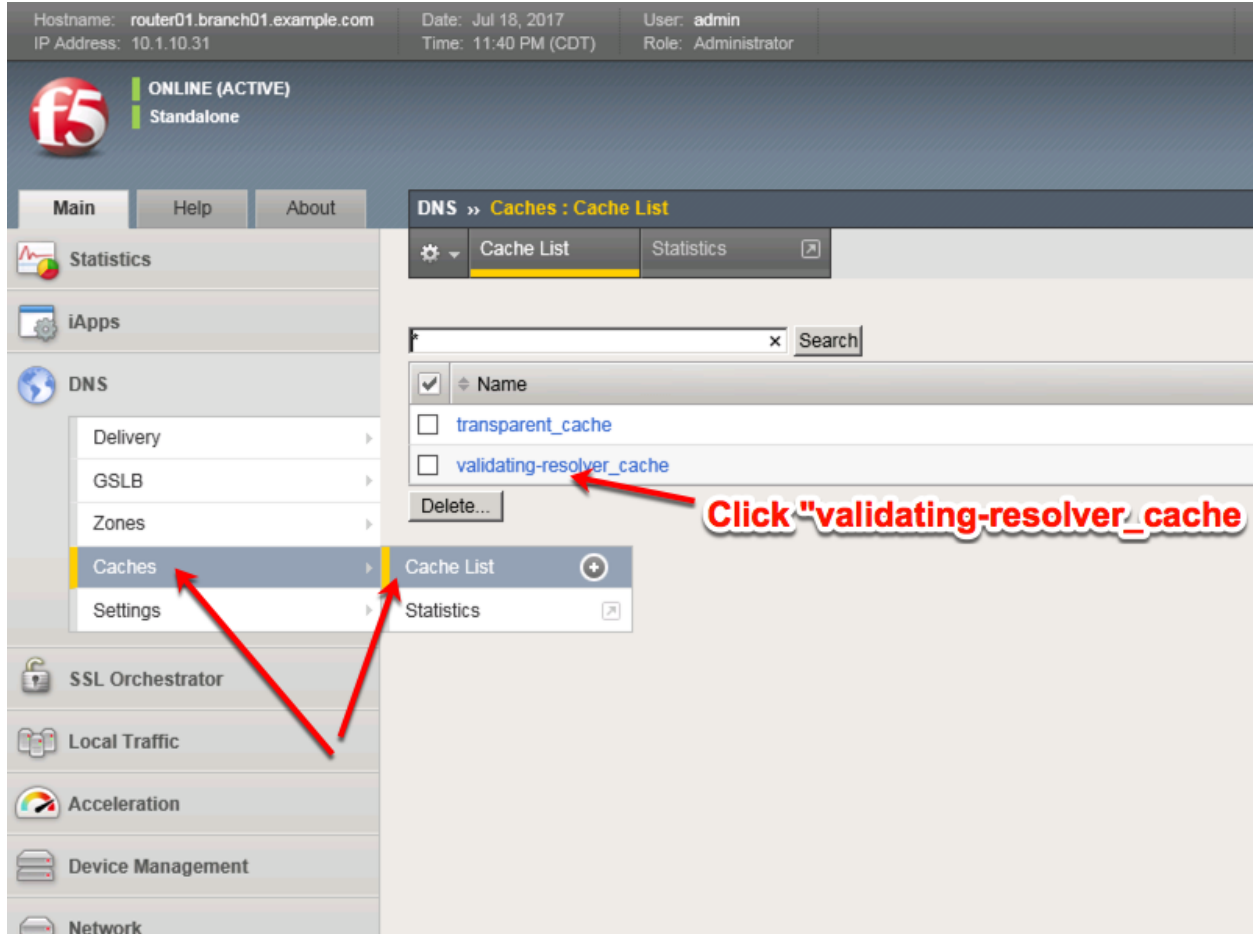 Hostname: router01.branch01.example.com Date: Jul 18, 2017 User: admin
IP Address: 10.1.10.31 Time: 11:40 PM (CDT) Role: Administrator
f5
ONLINE (ACTIVE)
Standalone
Main Help About
DNS » Caches : Cache List
Cache List Statistics
Statistics
iApps
* × Search
DNS
Name
Delivery
transparent_cache
GSLB
validating-resolver_cache
Zones
Delete...
Click "validating-resolver_cache
Caches
Cache List
Settings
Statistics
SSL Orchestrator
Local Traffic
Acceleration
Device Management
Network